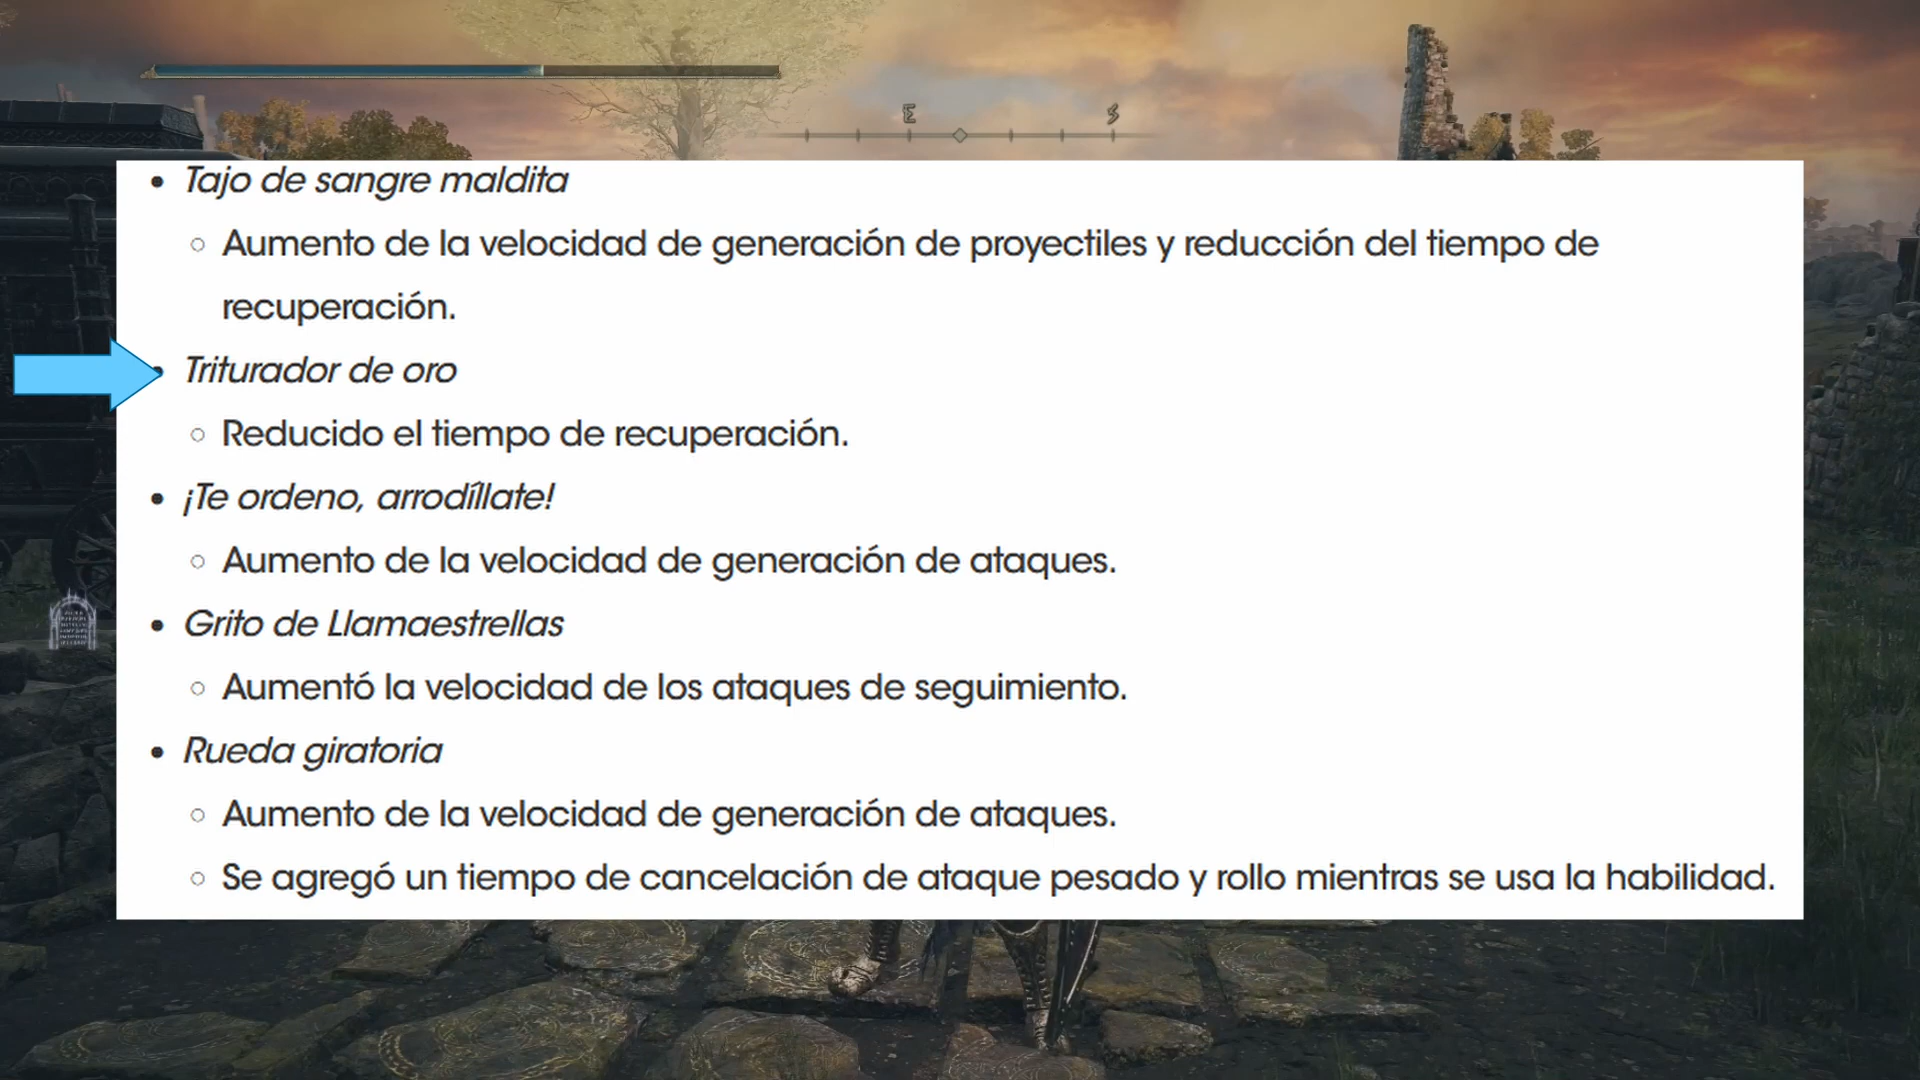 E S
Tajo de sangre maldita
Aumento de la velocidad de generación de proyectiles y reducción del tiempo de
recuperación.
Triturador de oro
Reducido el tiempo de recuperación.
¡Te ordeno, arrodíllate!
Aumento de la velocidad de generación de ataques.
Grito de Llamaestrellas
Aumentó la velocidad de los ataques de seguimiento.
Rueda giratoria
Aumento de la velocidad de generación de ataques.
Se agregó un tiempo de cancelación de ataque pesado y rollo mientras se usa la habilidad.